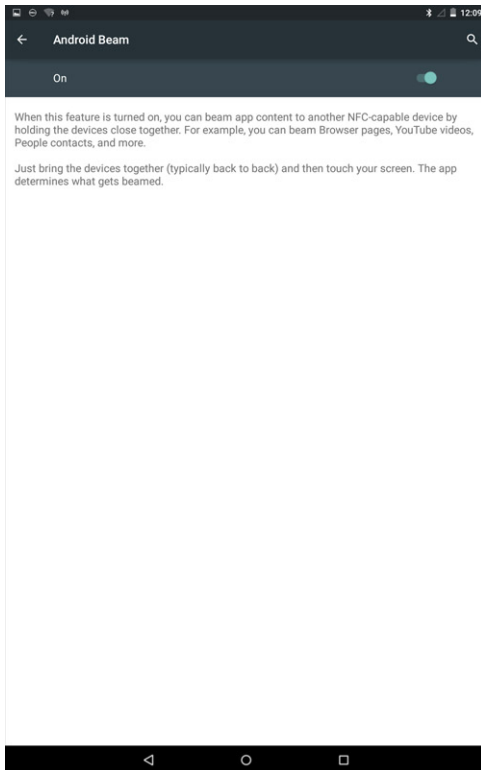 12:09
Android Beam
On
When this feature is turned on, you can beam app content to another NFC-capable device by
holding the devices close together. For example, you can beam Browser pages, YouTube videos,
People contacts, and more.
Just bring the devices together (typically back to back) and then touch your screen. The app
determines what gets beamed.